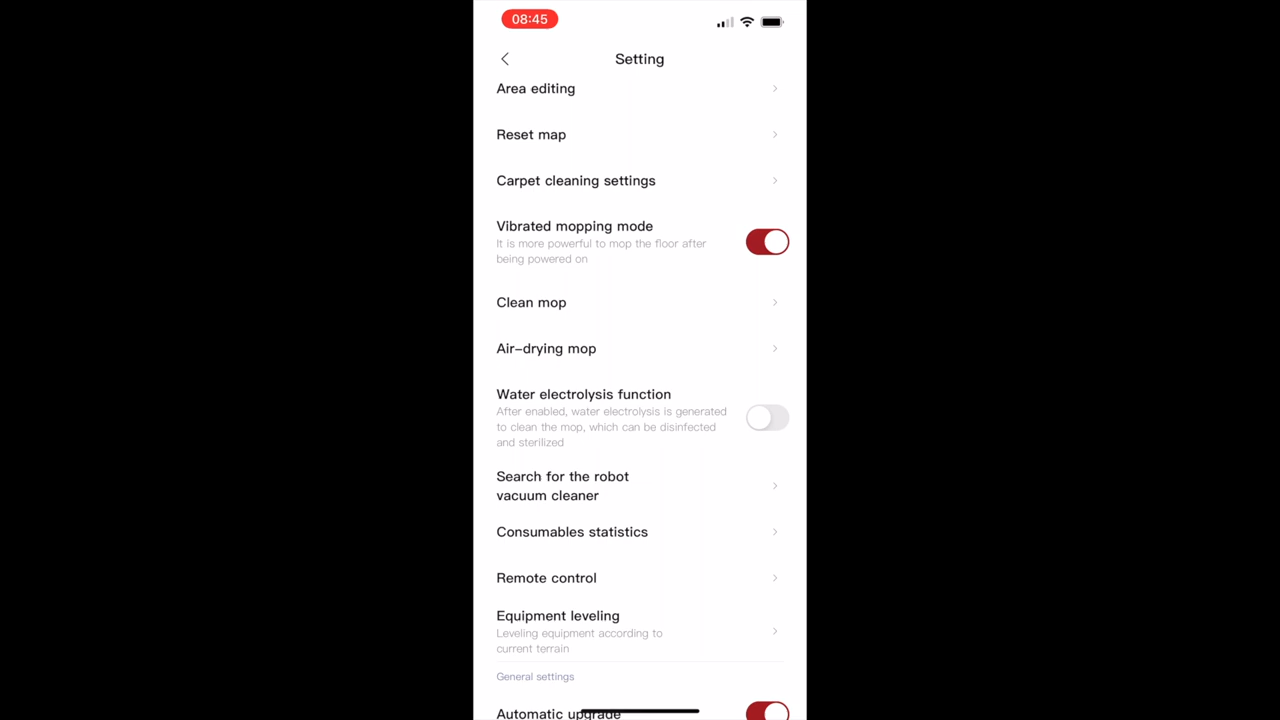 08:45
Setting
Area editing
Reset map
Carpet cleaning settings
Vibrated mopping mode
It is more powerful to mop the floor after
being powered on
Clean mop
Air-drying mop
Water electrolysis function
After enabled, water electrolysis is generated
to clean the mop, which can be disinfected
and sterilized
Search for the robot
vacuum cleaner
Consumables statistics
Remote control
Equipment leveling
Leveling equipment according to
current terrain
General settings
Automatic upgrade